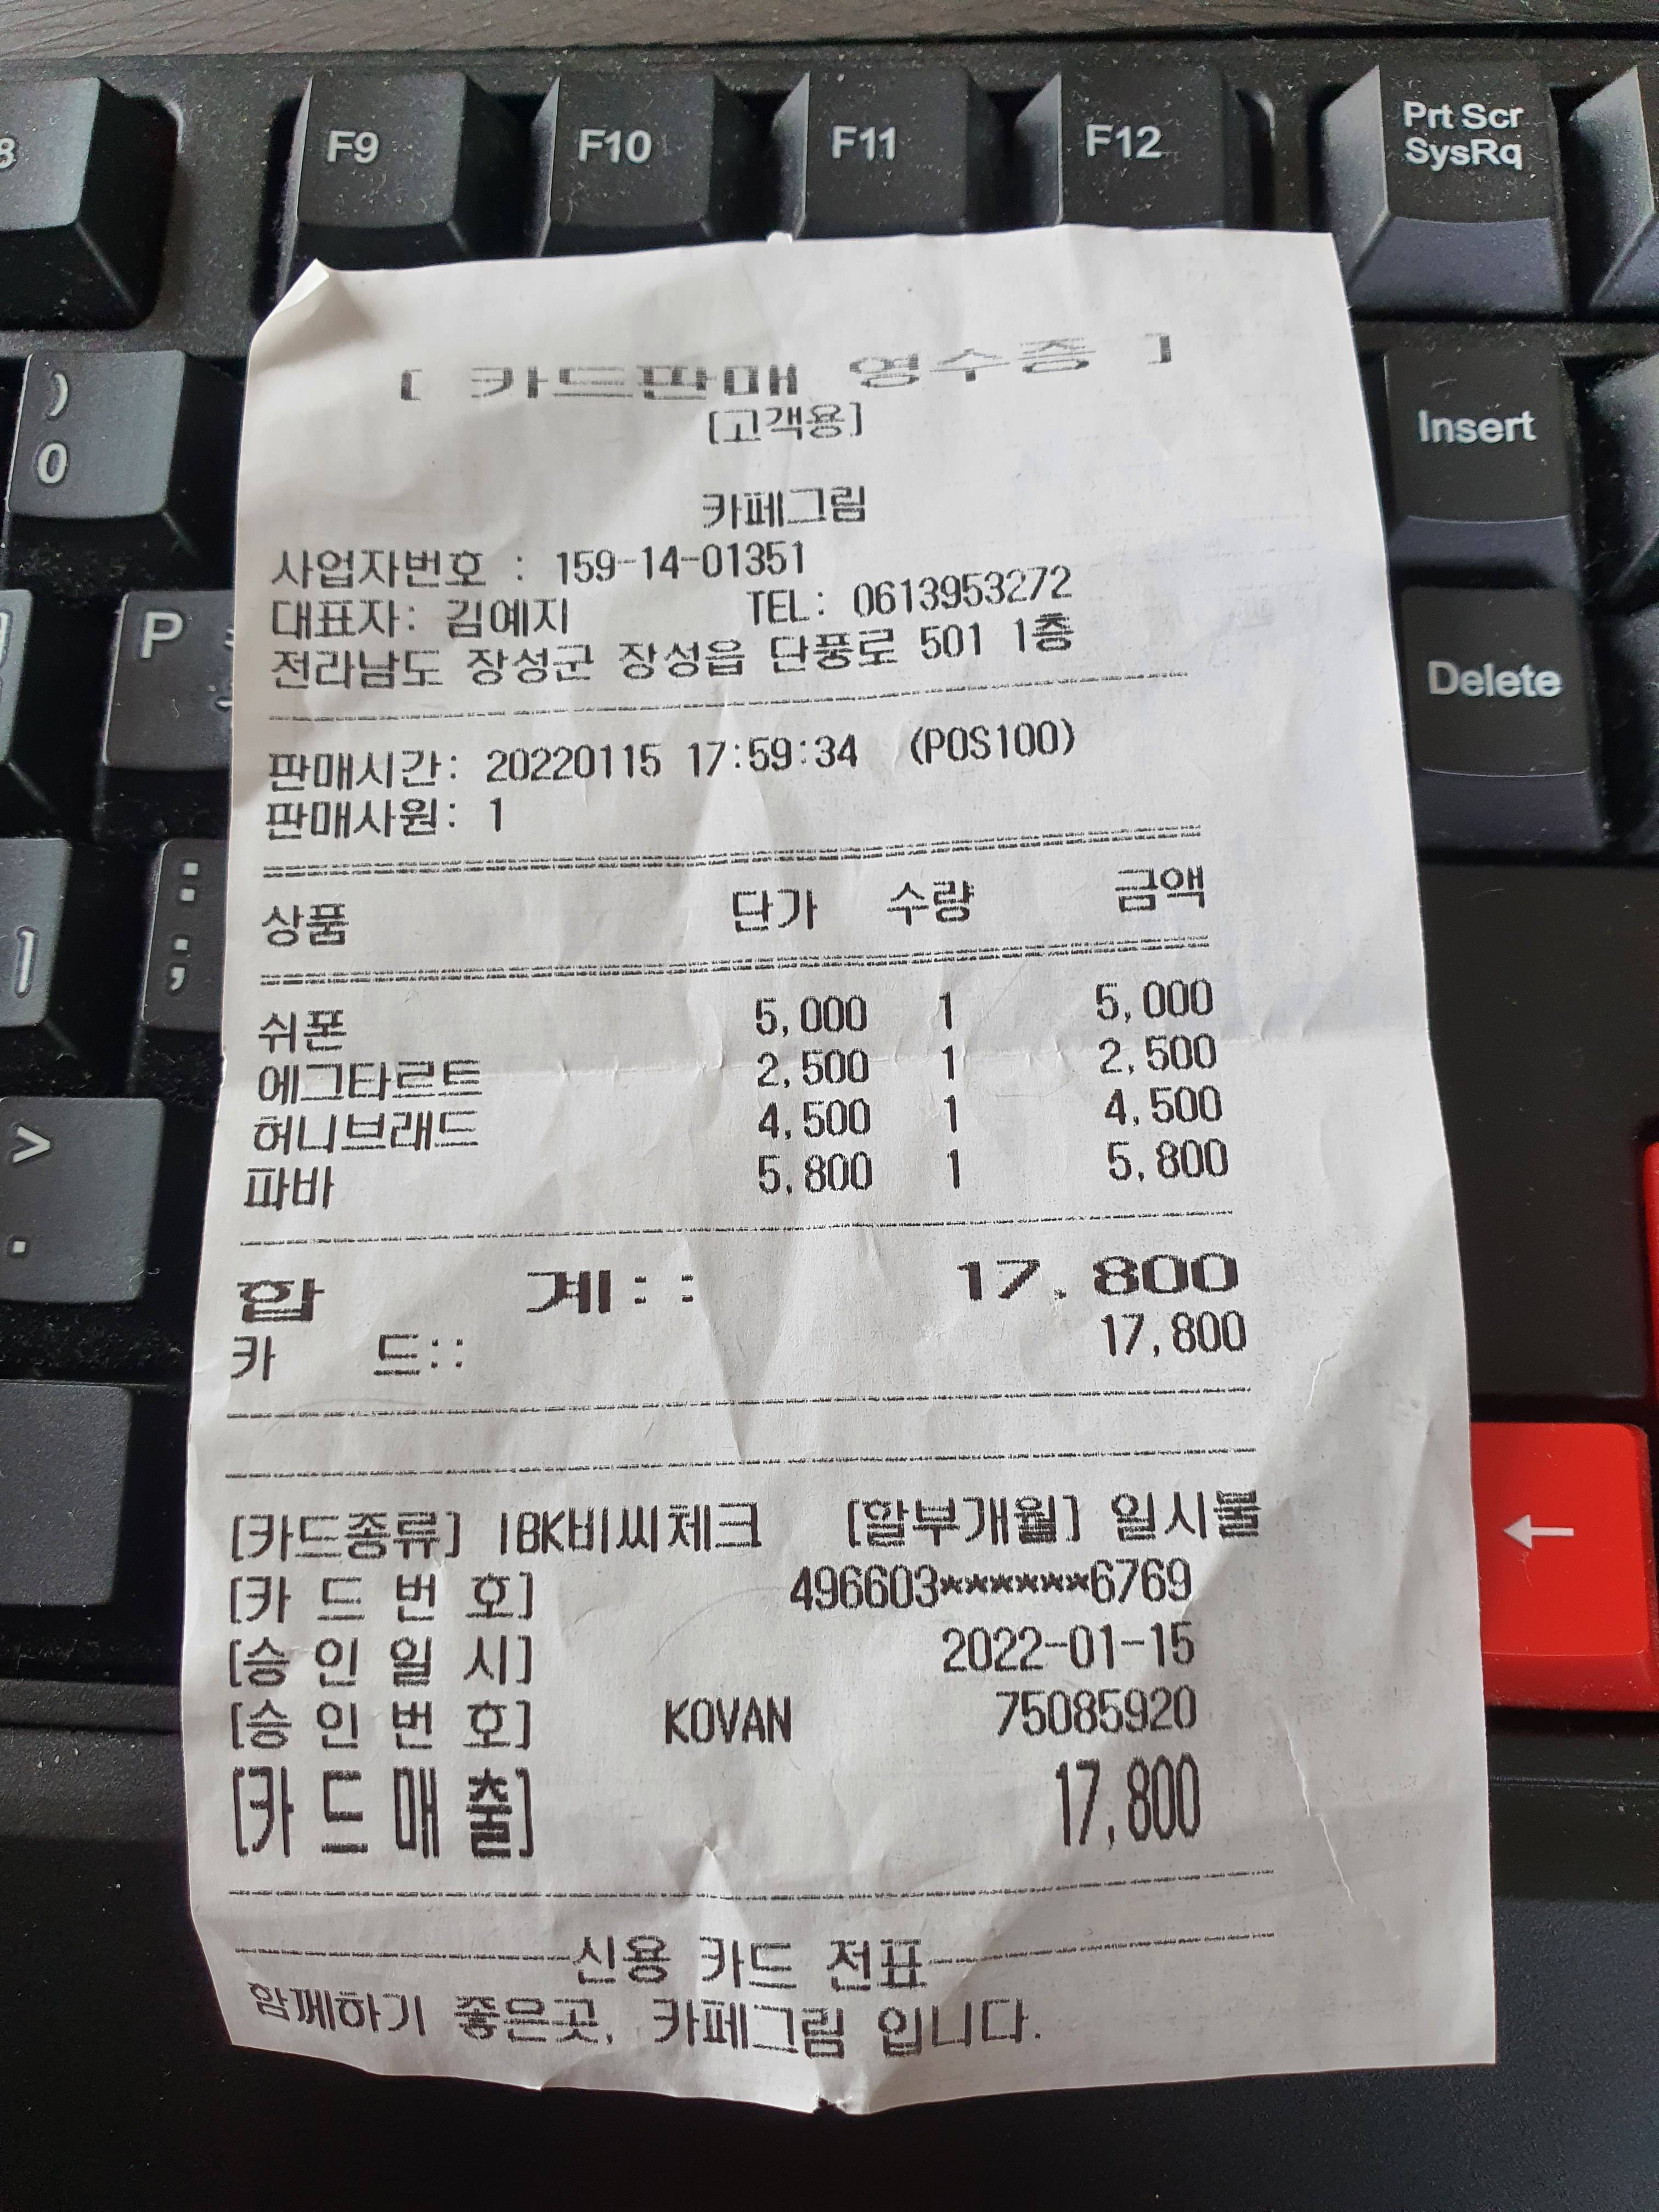 F9
F10
F11
F12
Prt Scr
SysRq
)
0
Insert
P
Delete
:
;
]
>
.
←
[ 카드판매 영수증 ]
[고객용]
카페그림
사업자번호 : 159-14-01351
대표자: 김예지 TEL: 0613953272
전라남도 장성군 장성읍 단풍로 501 1층
판매시간: 20220115 17:59:34 (POS100)
판매사원: 1
상품 단가 수량 금액
쉬폰 5,000 1 5,000
에그타르트 2,500 1 2,500
허니브래드 4,500 1 4,500
파바 5,800 1 5,800
합 계:: 17,800
카 드:: 17,800
[카드종류] IBK비씨체크 [할부개월] 일시불
[카 드 번 호] 496603******6769
[승 인 일 시] 2022-01-15
[승 인 번 호] KOVAN 75085920
[카 드 매 출] 17,800
신용 카드 전표
함께하기 좋은곳, 카페그림 입니다.